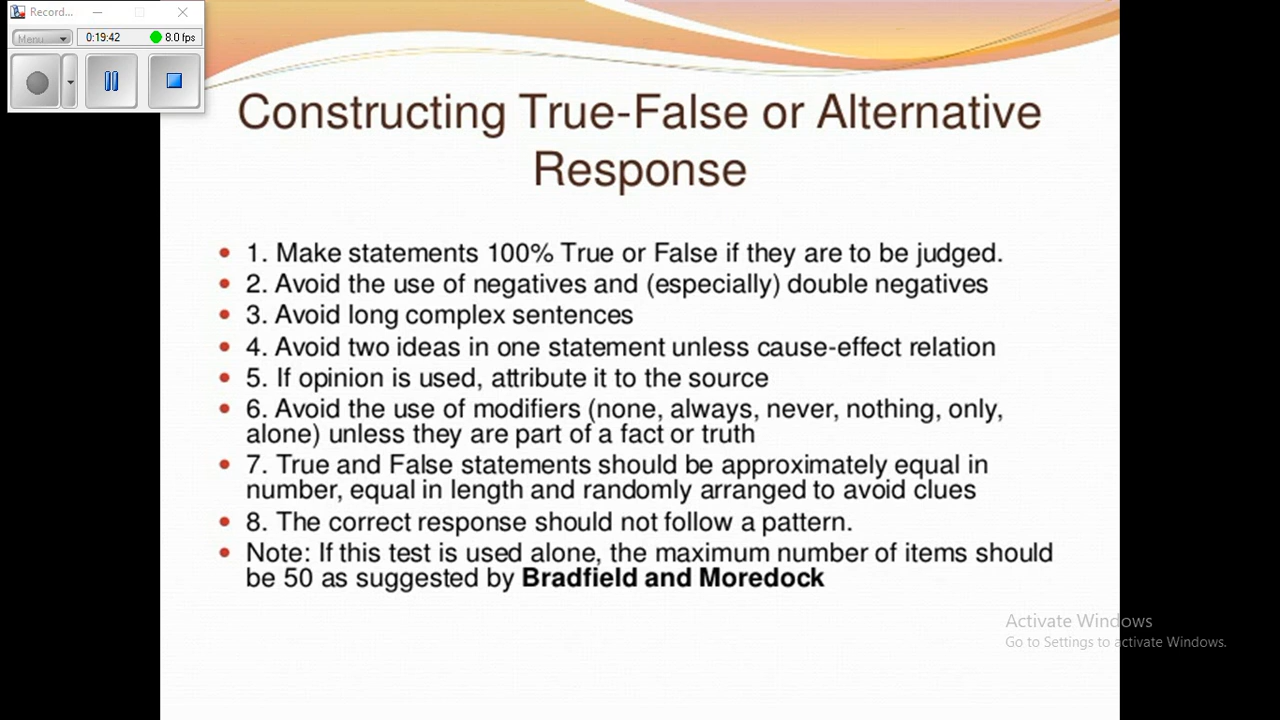 Record...
Menu
0:19:42
8.0 fps
Constructing True-False or Alternative
Response
1. Make statements 100% True or False if they are to be judged.
2. Avoid the use of negatives and (especially) double negatives
3. Avoid long complex sentences
4. Avoid two ideas in one statement unless cause-effect relation
5. If opinion is used, attribute it to the source
6. Avoid the use of modifiers (none, always, never, nothing, only,
alone) unless they are part of a fact or truth
7. True and False statements should be approximately equal in
number, equal in length and randomly arranged to avoid clues
8. The correct response should not follow a pattern.
Note: If this test is used alone, the maximum number of items should
be 50 as suggested by Bradfield and Moredock
Activate Windows
Go to Settings to activate Windows.